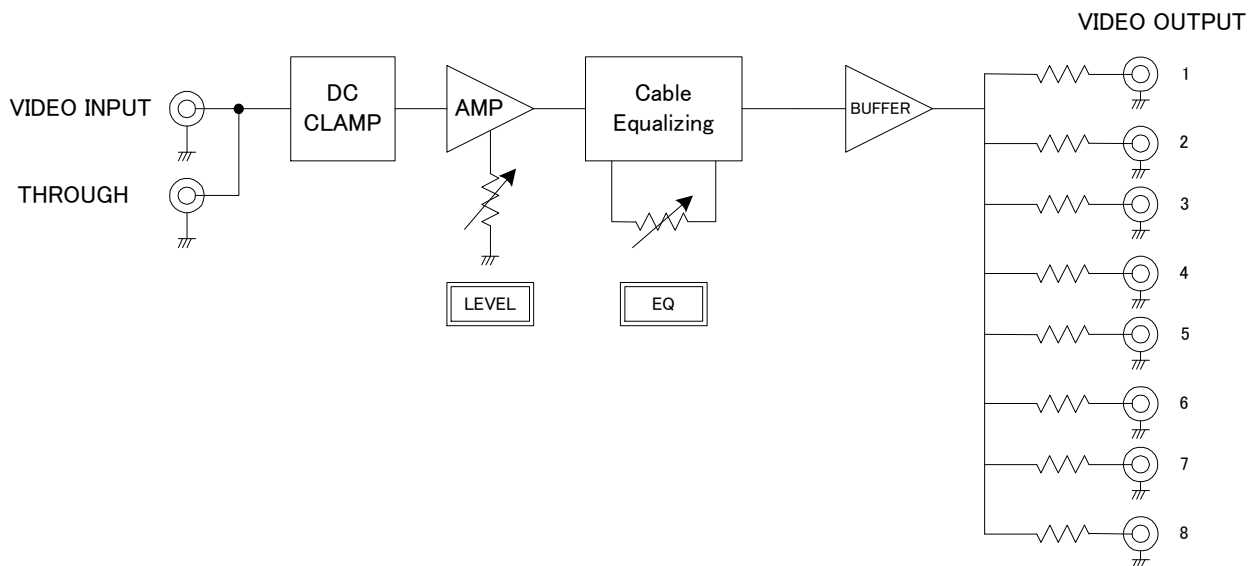 VIDEO OUTPUT
VIDEO INPUT
THROUGH
DC
CLAMP
AMP
Cable
Equalizing
BUFFER
LEVEL
EQ
1
2
3
4
5
6
7
8